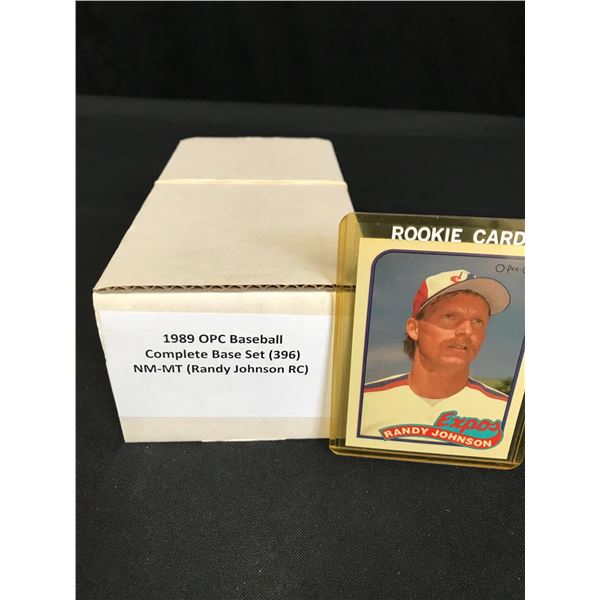 1989 OPC Baseball
Complete Base Set (396)
NM-MT (Randy Johnson RC)
ROOKIE CARD
Expos
RANDY JOHNSON